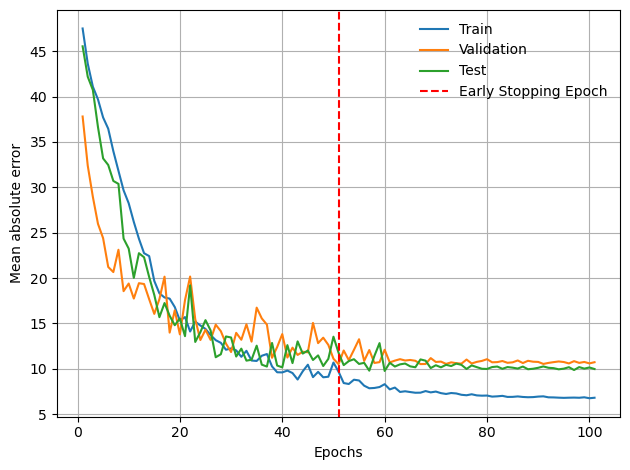 Train
Validation
Test
Early Stopping Epoch
45
40
35
30
25
20
15
10
5
Mean absolute error
0 20 40 60 80 100
Epochs